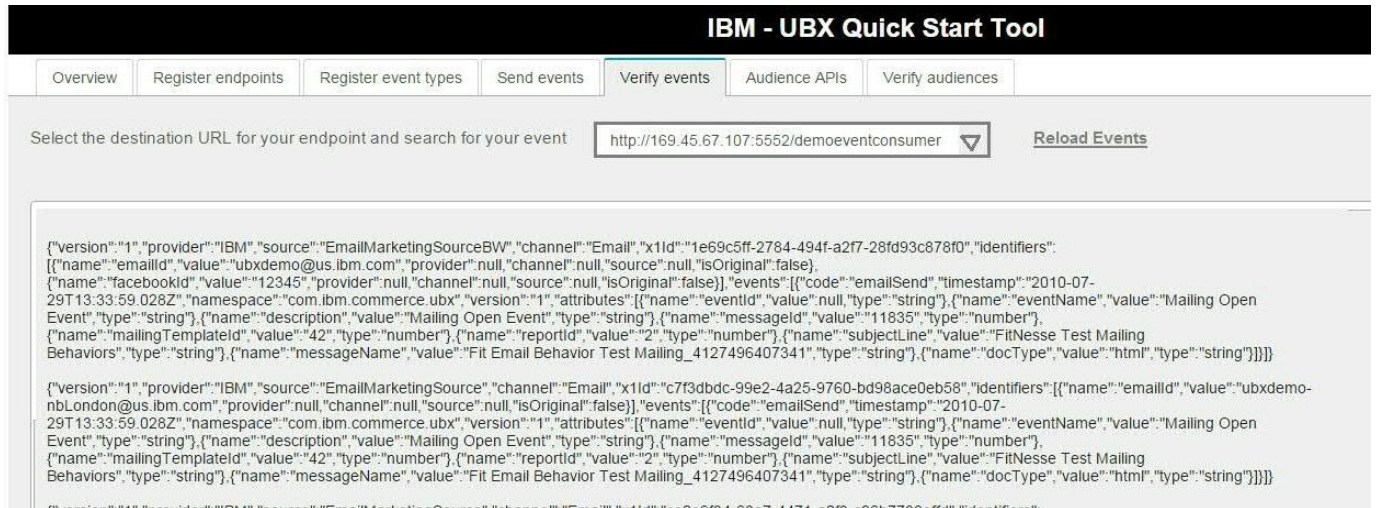 IBM - UBX Quick Start Tool
Overview Register endpoints Register event types Send events Verify events Audience APIs Verify audiences
Select the destination URL for your endpoint and search for your event http://169.45.67.107:5552/demoeventconsumer Reload Events
{"version":"1","provider":"IBM","source":"EmailMarketingSourceBW","channel":"Email","x1Id":"1e69c5ff-2784-494f-a2f7-28fd93c878f0","identifiers":
[{"name":"emailId","value":"ubxdemo@us.ibm.com","provider":null,"channel":null,"source":null,"isOriginal":false},
{"name":"facebookId","value":"12345","provider":null,"channel":null,"source":null,"isOriginal":false}],"events":[{"code":"emailSend","timestamp":"2010-07-
29T13:33:59.028Z","namespace":"com.ibm.commerce.ubx","version":"1","attributes":[{"name":"eventId","value":null,"type":"string"},{"name":"eventName","value":"Mailing Open
Event","type":"string"},{"name":"description","value":"Mailing Open Event","type":"string"},{"name":"messageId","value":"11835","type":"number"},
{"name":"mailingTemplateId","value":"42","type":"number"},{"name":"reportId","value":"2","type":"number"},{"name":"subjectLine","value":"FitNesse Test Mailing
Behaviors","type":"string"},{"name":"messageName","value":"Fit Email Behavior Test Mailing_4127496407341","type":"string"},{"name":"docType","value":"html","type":"string"}]}]}
{"version":"1","provider":"IBM","source":"EmailMarketingSource","channel":"Email","x1Id":"c7f3dbdc-99e2-4a25-9760-bd98ace0eb58","identifiers":[{"name":"emailId","value":"ubxdemo-
nbLondon@us.ibm.com","provider":null,"channel":null,"source":null,"isOriginal":false}],"events":[{"code":"emailSend","timestamp":"2010-07-
29T13:33:59.028Z","namespace":"com.ibm.commerce.ubx","version":"1","attributes":[{"name":"eventId","value":null,"type":"string"},{"name":"eventName","value":"Mailing Open
Event","type":"string"},{"name":"description","value":"Mailing Open Event","type":"string"},{"name":"messageId","value":"11835","type":"number"},
{"name":"mailingTemplateId","value":"42","type":"number"},{"name":"reportId","value":"2","type":"number"},{"name":"subjectLine","value":"FitNesse Test Mailing
Behaviors","type":"string"},{"name":"messageName","value":"Fit Email Behavior Test Mailing_4127496407341","type":"string"},{"name":"docType","value":"html","type":"string"}]}]}